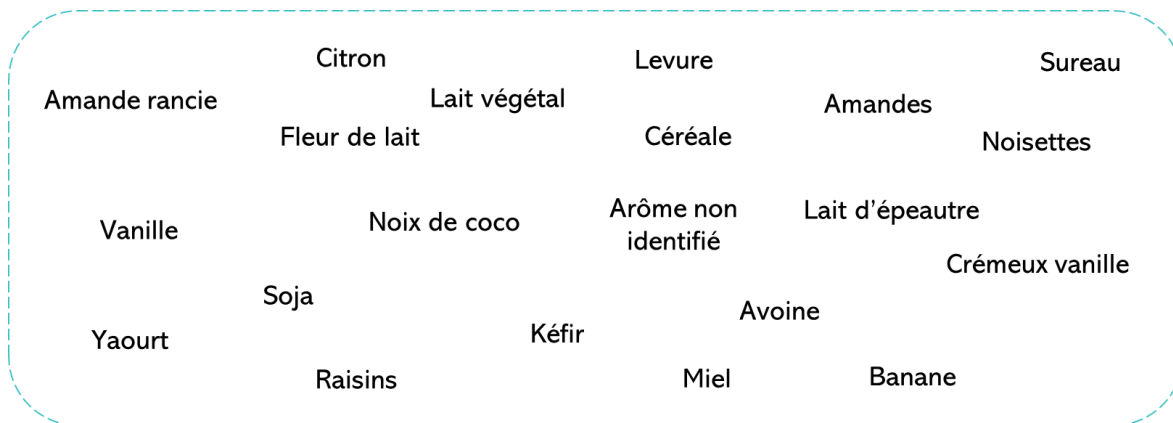 Citron
Levure
Sureau
Amande rancie
Lait végétal
Amandes
Fleur de lait
Céréale
Noisettes
Vanille
Noix de coco
Arôme non
identifié
Lait d’épeautre
Crémeux vanille
Soja
Avoine
Yaourt
Kéfir
Raisins
Miel
Banane